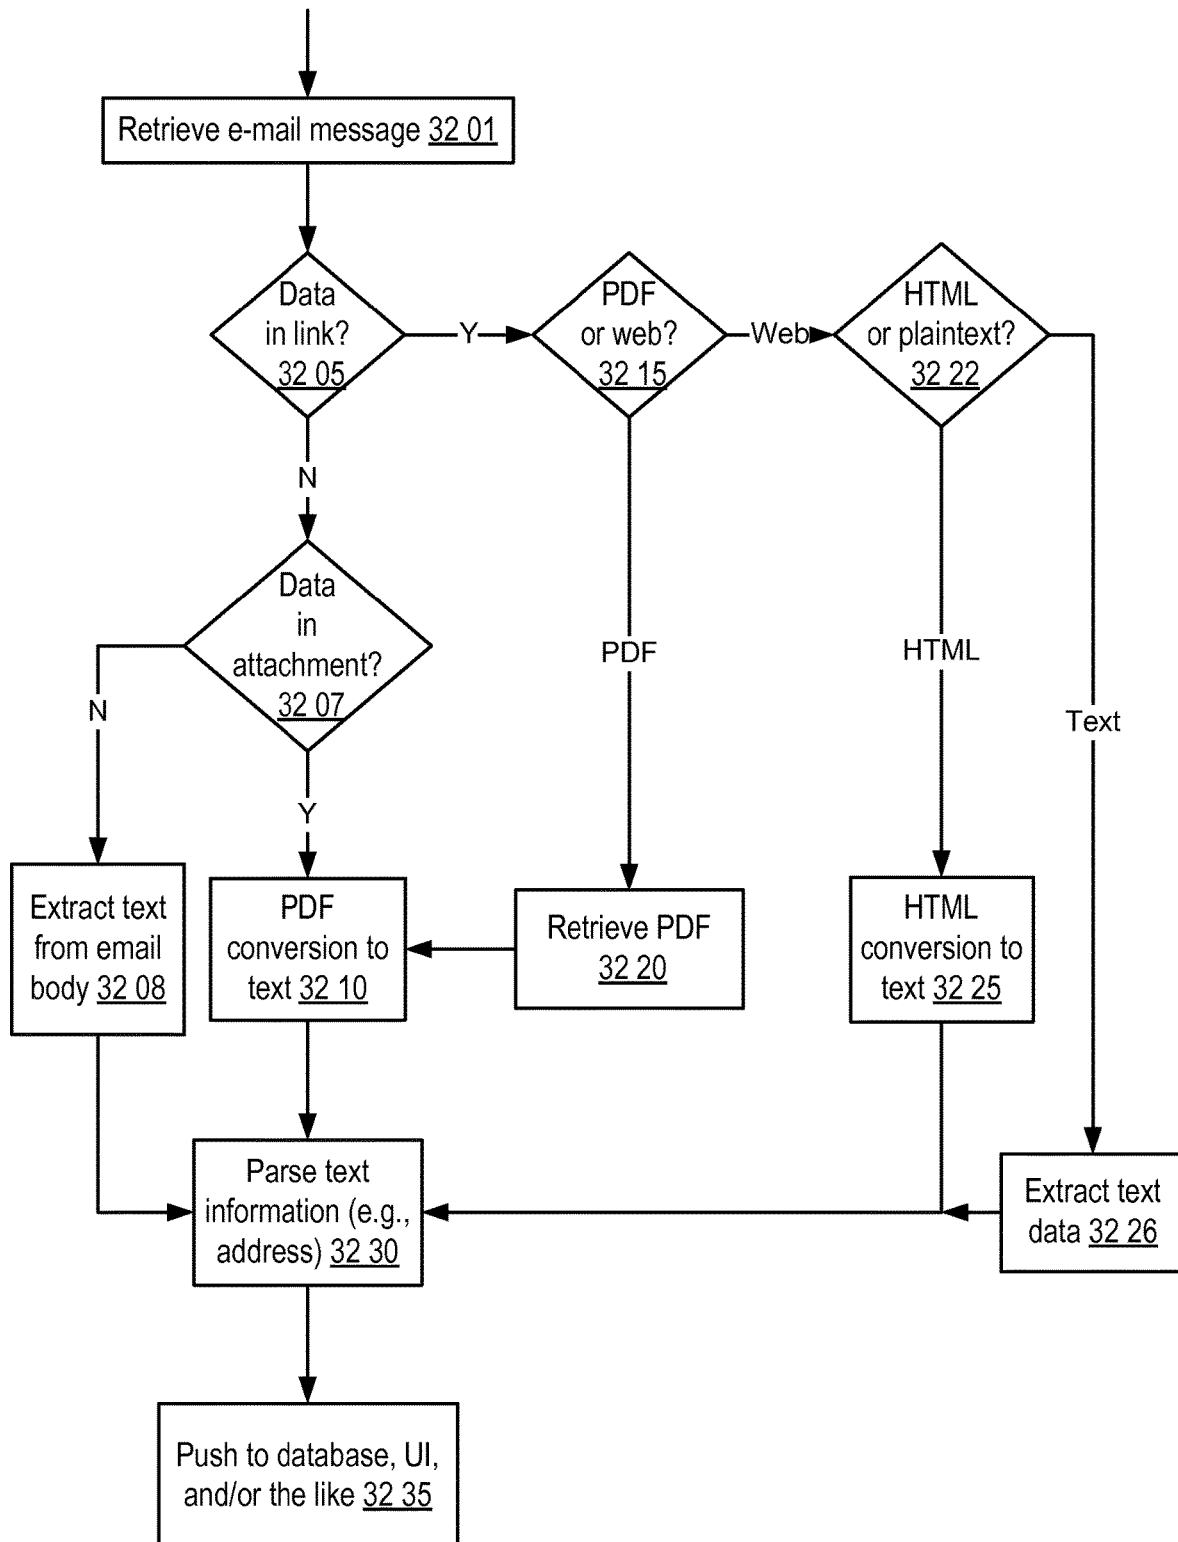 Retrieve e-mail message 32 01
Data
in link?
32 05
Y
PDF
or web?
32 15
Web
HTML
or plaintext?
32 22
N
Data
in
attachment?
32 07
N
Y
PDF
HTML
Text
Extract text
from email
body 32 08
PDF
conversion to
text 32 10
Retrieve PDF
32 20
HTML
conversion to
text 32 25
Parse text
information (e.g.,
address) 32 30
Extract text
data 32 26
Push to database, UI,
and/or the like 32 35